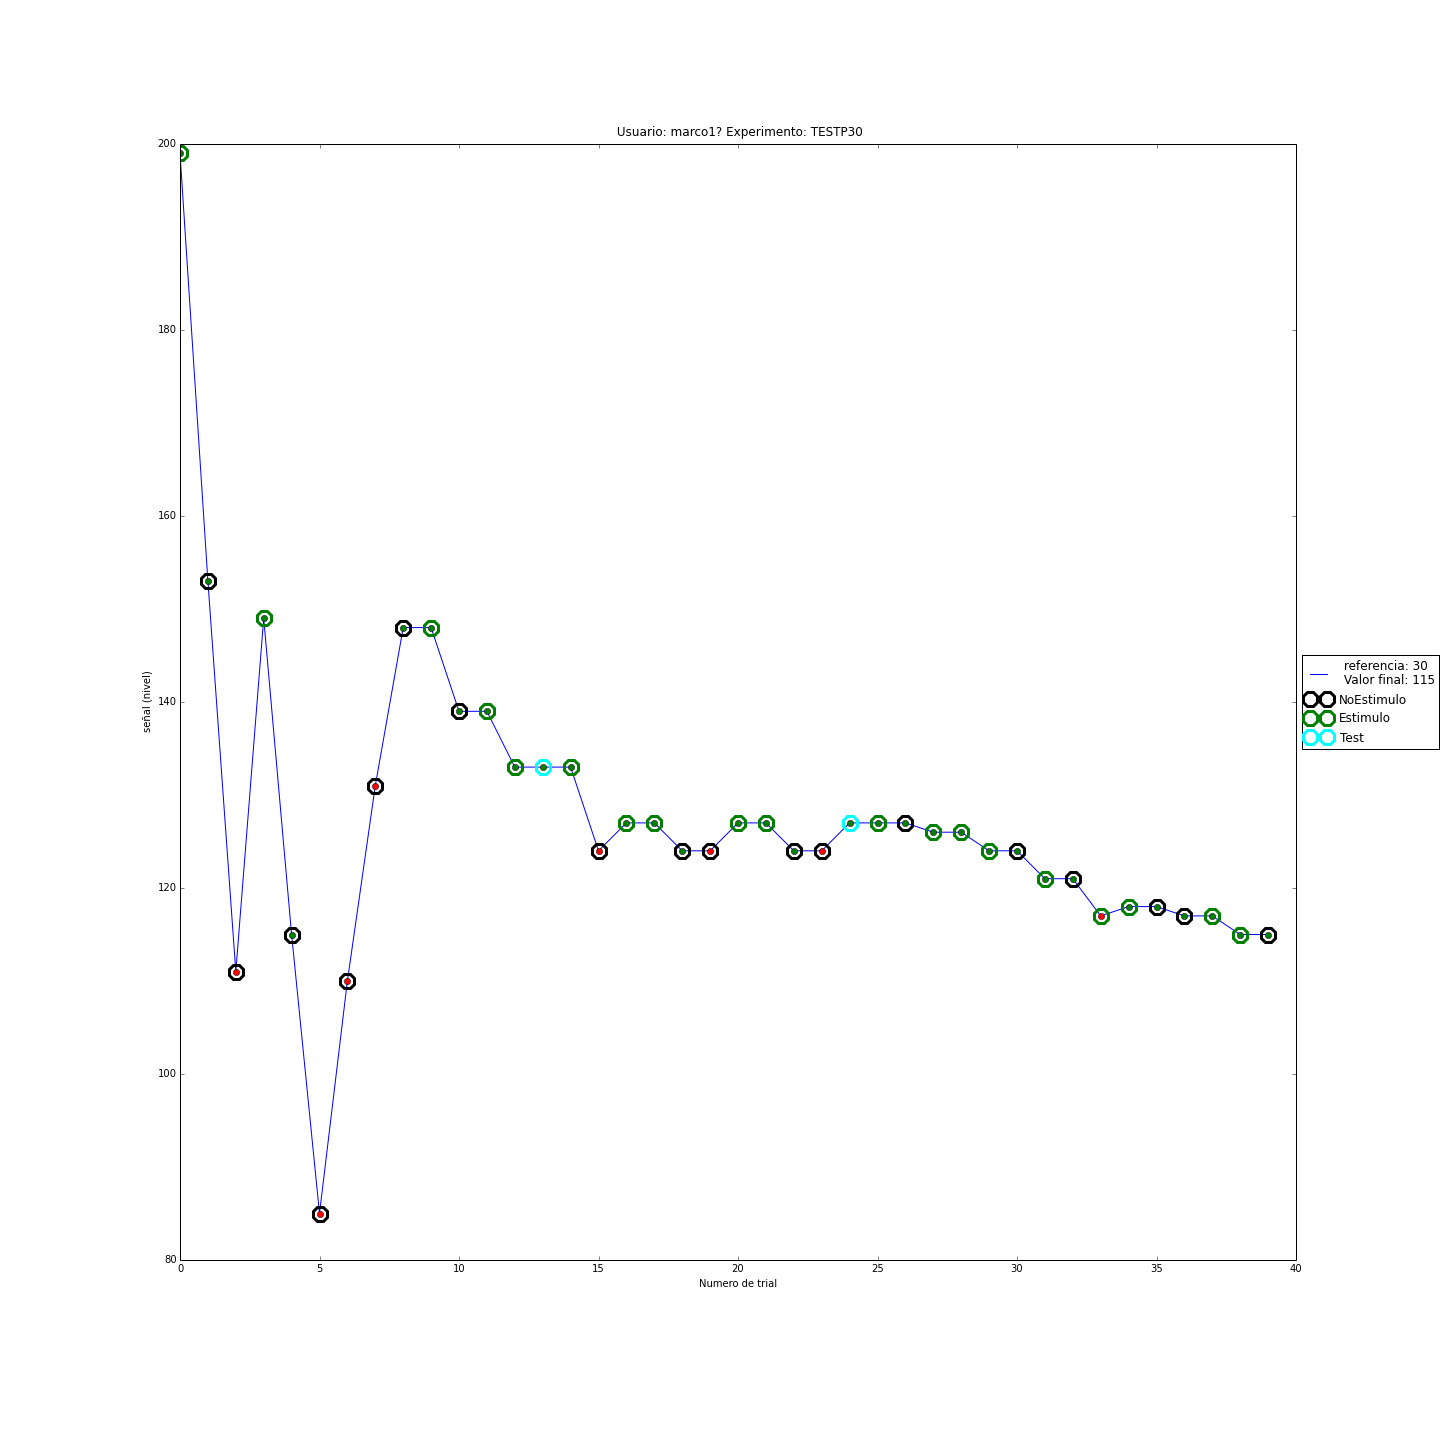 Usuario: marco1? Experimento: TESTP30
200
180
160
140
120
100
80
señal (nivel)
0 5 10 15 20 25 30 35 40
Numero de trial
referencia: 30
Valor final: 115
NoEstimulo
Estimulo
Test